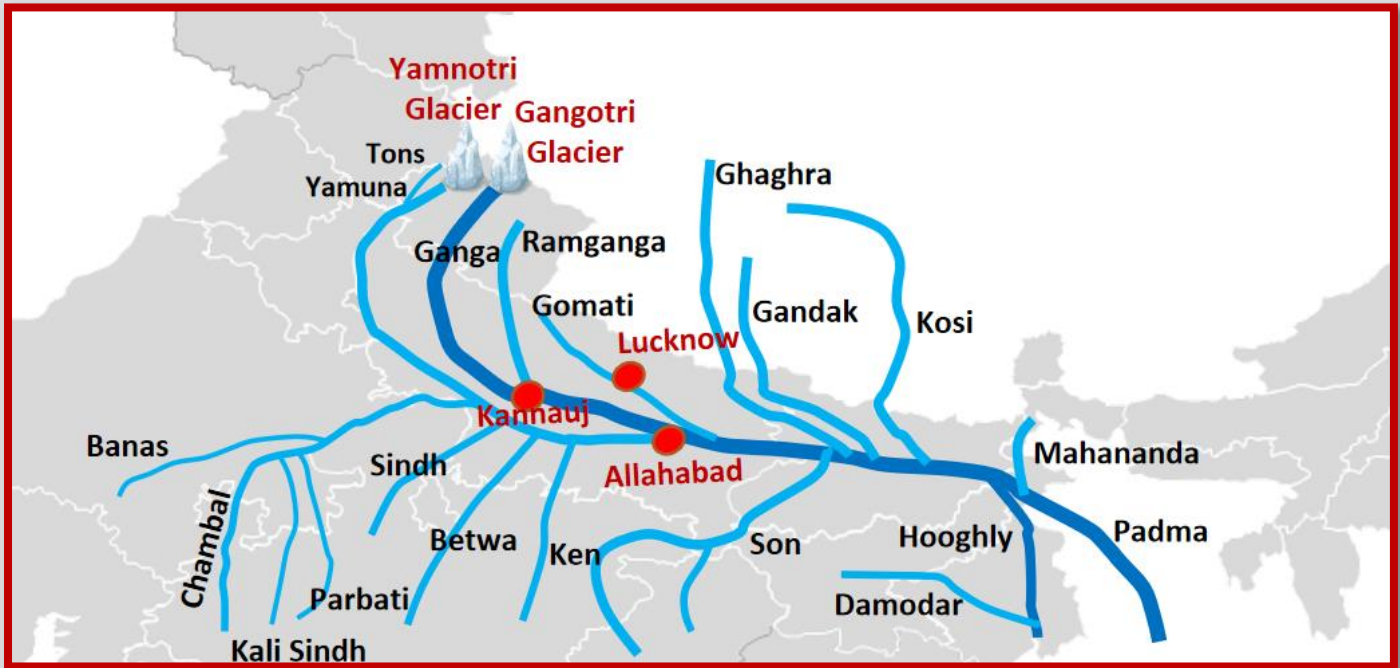 Yamnotri
Glacier
Gangotri
Glacier
Tons
Yamuna
Ghaghra
Ganga
Ramganga
Gomati
Gandak
Kosi
Lucknow
Kannauj
Banas
Sindh
Allahabad
Mahananda
Chambal
Betwa
Ken
Son
Hooghly
Padma
Parbati
Damodar
Kali Sindh